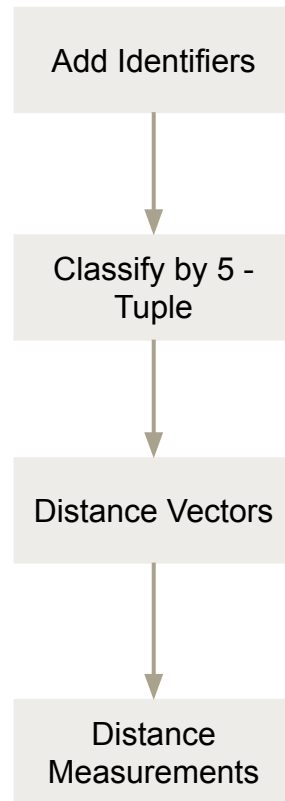 Add Identifiers
Classify by 5 -
Tuple
Distance Vectors
Distance
Measurements